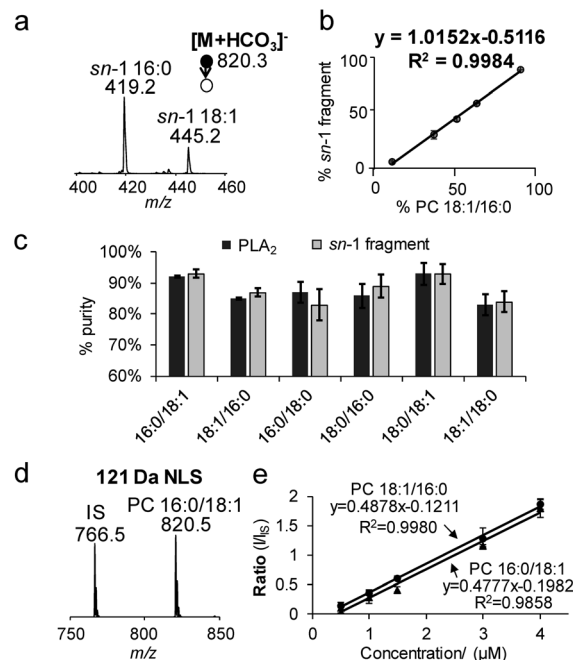 a
[M+HCO₃]⁻
820.3
sn-1 16:0
419.2
sn-1 18:1
445.2
400 420 440 460
m/z
b
y = 1.0152x-0.5116
R² = 0.9984
% sn-1 fragment
100
50
0
0 50 100
% PC 18:1/16:0
c
PLA₂ sn-1 fragment
% purity
100%
90%
80%
70%
60%
16:0/18:1 18:1/16:0 16:0/18:0 18:0/16:0 18:0/18:1 18:1/18:0
d
121 Da NLS
IS
766.5
PC 16:0/18:1
820.5
750 800 850
m/z
e
PC 18:1/16:0
y=0.4878x-0.1211
R²=0.9980
PC 16:0/18:1
y=0.4777x-0.1982
R²=0.9858
Ratio (I/I_IS)
2
1.5
1
0.5
0
0 1 2 3 4
Concentration/ (µM)